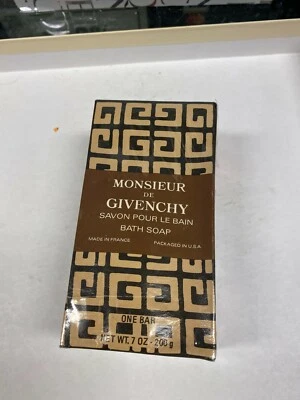 MONSIEUR
DE
GIVENCHY
SAVON POUR LE BAIN
BATH SOAP
MADE IN FRANCE PACKAGED IN U.S.A
ONE BAR
NET WT. 7 OZ - 200 g